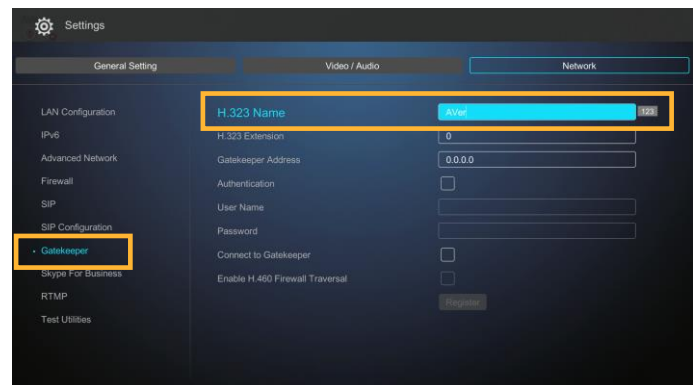 Settings
General Setting
Video / Audio
Network
LAN Configuration
IPv6
Advanced Network
Firewall
SIP
SIP Configuration
Gatekeeper
Skype For Business
RTMP
Test Utilities
H.323 Name AVer 123
H.323 Extension 0
Gatekeeper Address 0.0.0.0
Authentication
User Name
Password
Connect to Gatekeeper
Enable H.460 Firewall Traversal
Register